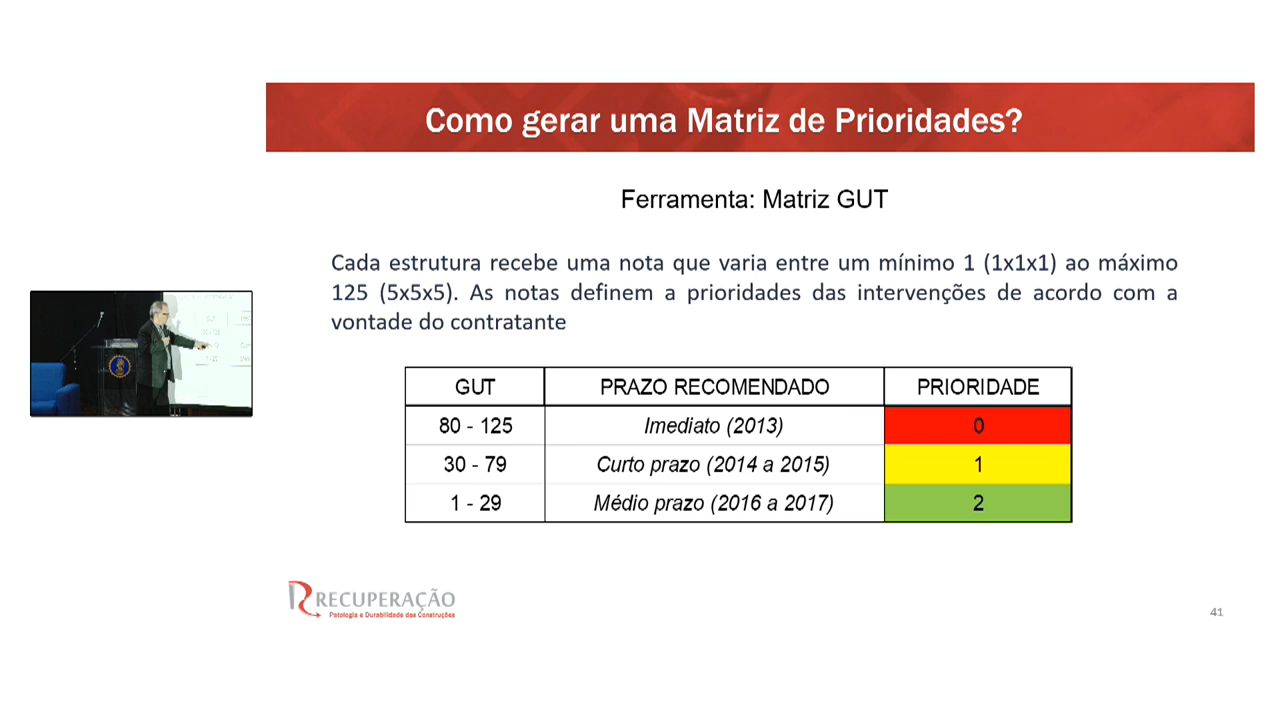 Como gerar uma Matriz de Prioridades?
Ferramenta: Matriz GUT
Cada estrutura recebe uma nota que varia entre um mínimo 1 (1x1x1) ao máximo
125 (5x5x5). As notas definem a prioridades das intervenções de acordo com a
vontade do contratante
GUT PRAZO RECOMENDADO PRIORIDADE
80 - 125 Imediato (2013) 0
30 - 79 Curto prazo (2014 a 2015) 1
1 - 29 Médio prazo (2016 a 2017) 2
RECUPERAÇÃO
Patologia e Durabilidade das Construções
41